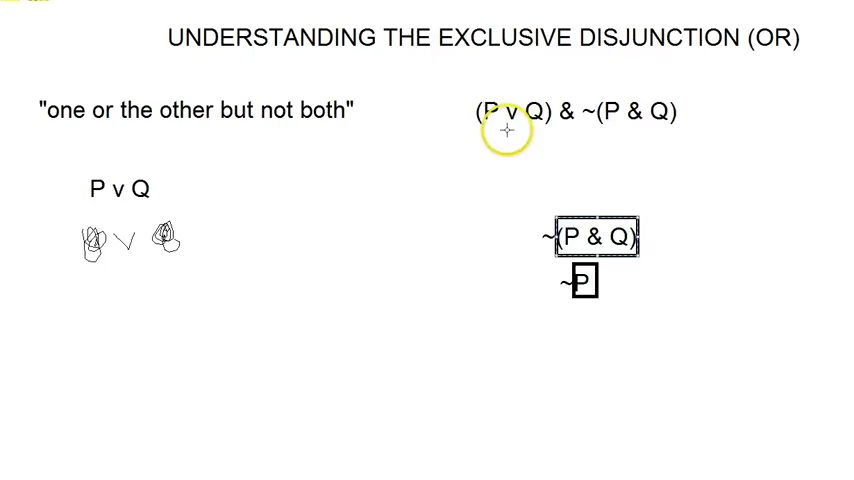 UNDERSTANDING THE EXCLUSIVE DISJUNCTION (OR)
"one or the other but not both"
(P v Q) & ~(P & Q)
P v Q
v
~(P & Q)
~P